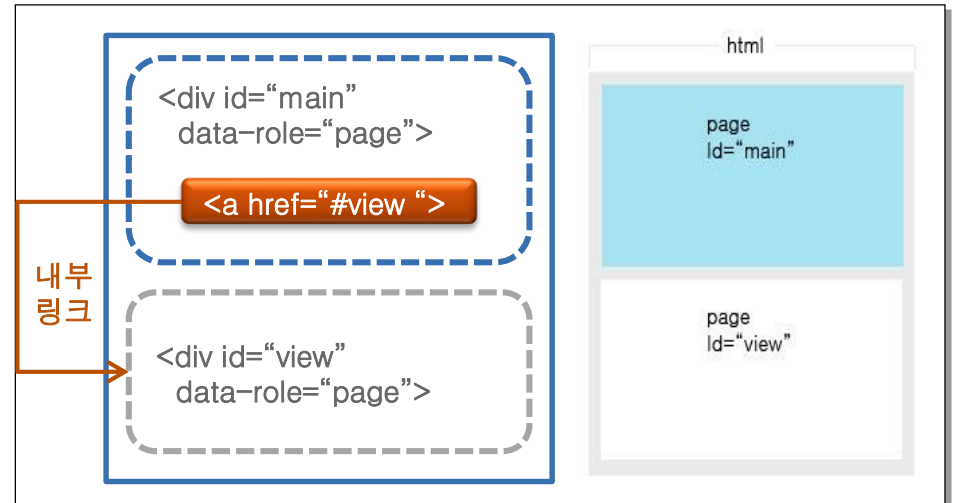 <div id=“main”
data-role=“page”>
<a href=“#view “>
내부
링크
<div id=“view”
data-role=“page”>
html
page
Id=“main”
page
Id=“view”